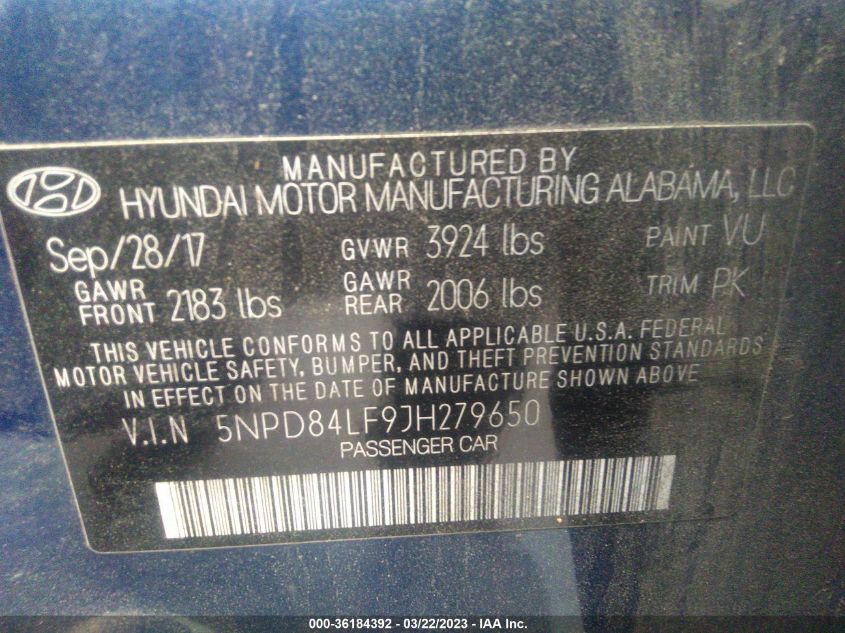 MANUFACTURED BY
HYUNDAI MOTOR MANUFACTURING ALABAMA, LLC
Sep/28/17 GVWR 3924 lbs PAINT VU
GAWR FRONT 2183 lbs GAWR REAR 2006 lbs TRIM PK
THIS VEHICLE CONFORMS TO ALL APPLICABLE U.S.A. FEDERAL
MOTOR VEHICLE SAFETY, BUMPER, AND THEFT PREVENTION STANDARDS
IN EFFECT ON THE DATE OF MANUFACTURE SHOWN ABOVE
V.I.N 5NPD84LF9JH279650
PASSENGER CAR
000-36184392 - 03/22/2023 - IAA Inc.